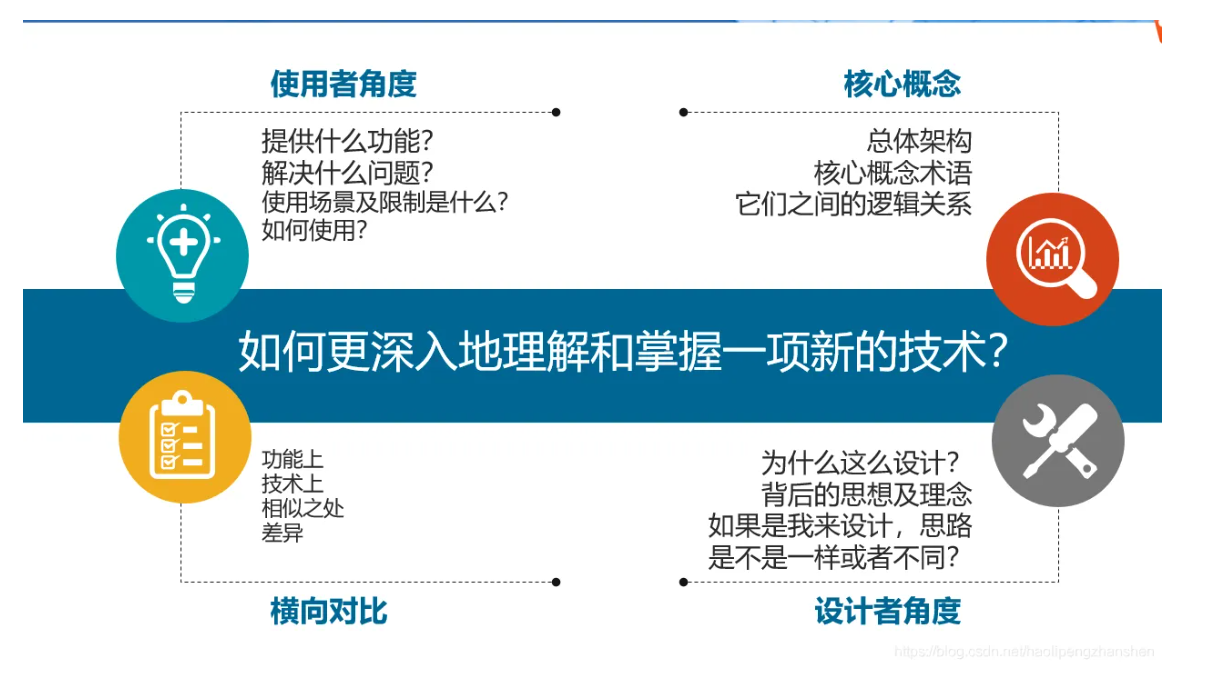 使用者角度
提供什么功能?
解决什么问题?
使用场景及限制是什么?
如何使用?
核心概念
总体架构
核心概念术语
它们之间的逻辑关系
如何更深入地理解和掌握一项新的技术?
功能上
技术上
相似之处
差异
横向对比
为什么这么设计?
背后的思想及理念
如果是我来设计，思路
是不是一样或者不同?
设计者角度
https://blog.csdn.net/haolipengzhanshen